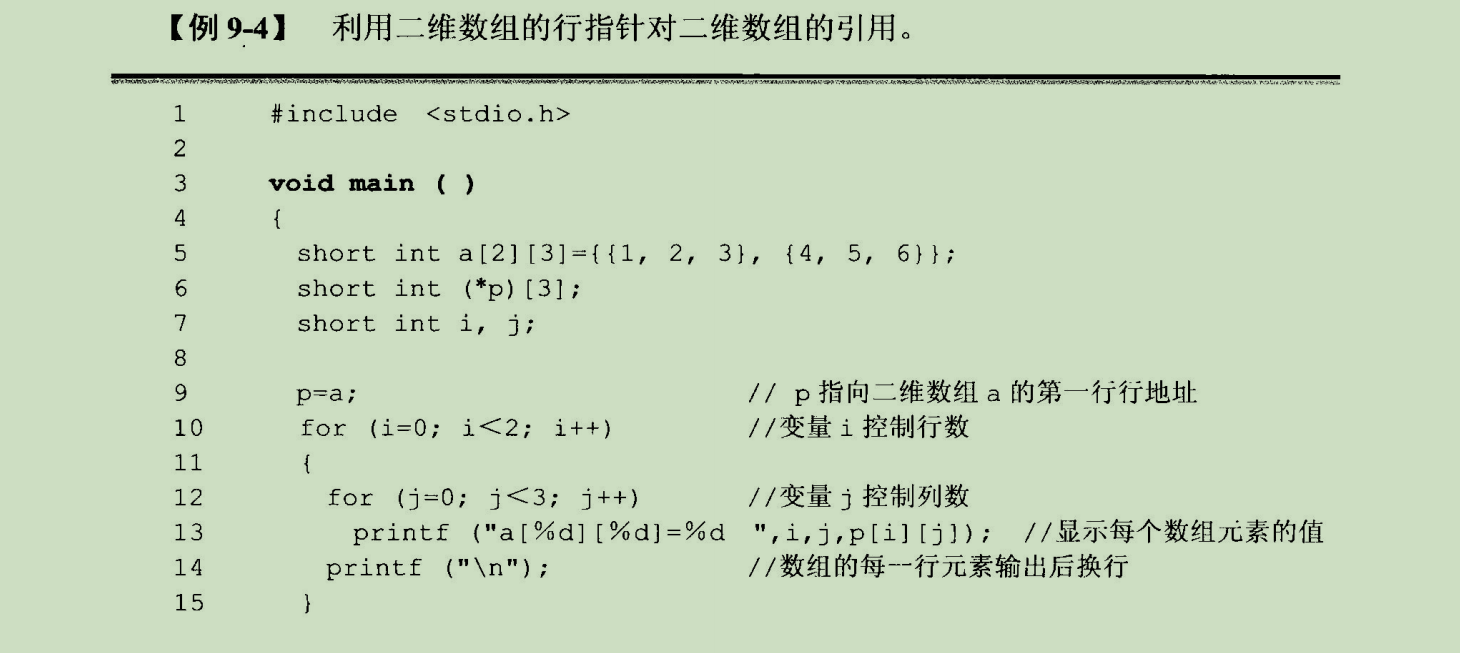 【例 9-4】 利用二维数组的行指针对二维数组的引用。
1 #include <stdio.h>
2
3 void main ( )
4 {
5 short int a[2][3]={{1, 2, 3}, {4, 5, 6}};
6 short int (*p)[3];
7 short int i, j;
8
9 p=a; // p 指向二维数组 a 的第一行行地址
10 for (i=0; i<2; i++) //变量 i 控制行数
11 {
12 for (j=0; j<3; j++) //变量 j 控制列数
13 printf ("a[%d][%d]=%d ",i,j,p[i][j]); //显示每个数组元素的值
14 printf ("\n"); //数组的每一行元素输出后换行
15 }